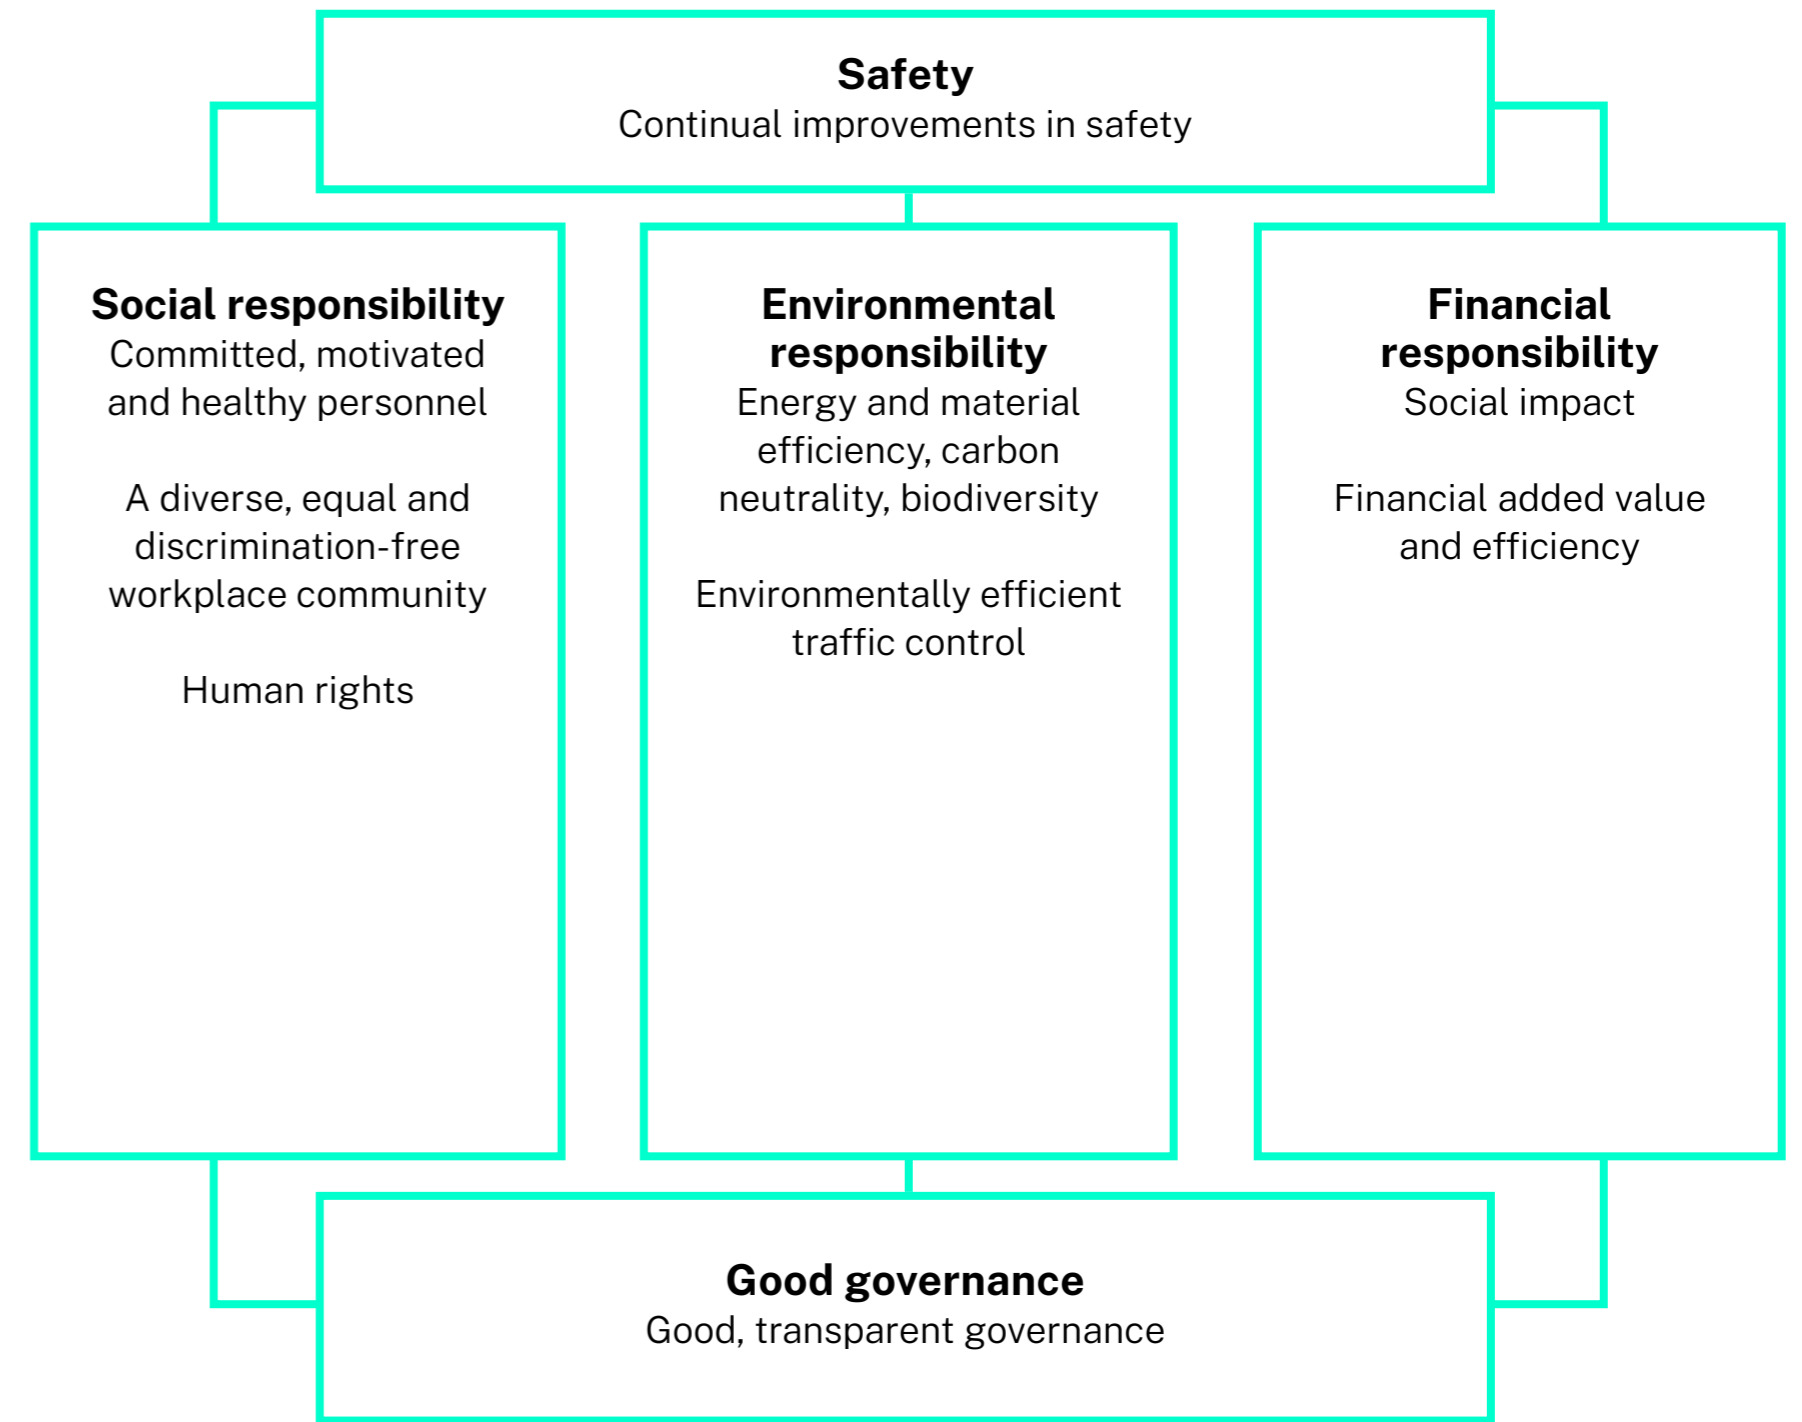 Safety
Continual improvements in safety
Social responsibility
Committed, motivated
and healthy personnel
A diverse, equal and
discrimination-free
workplace community
Human rights
Environmental
responsibility
Energy and material
efficiency, carbon
neutrality, biodiversity
Environmentally efficient
traffic control
Financial
responsibility
Social impact
Financial added value
and efficiency
Good governance
Good, transparent governance